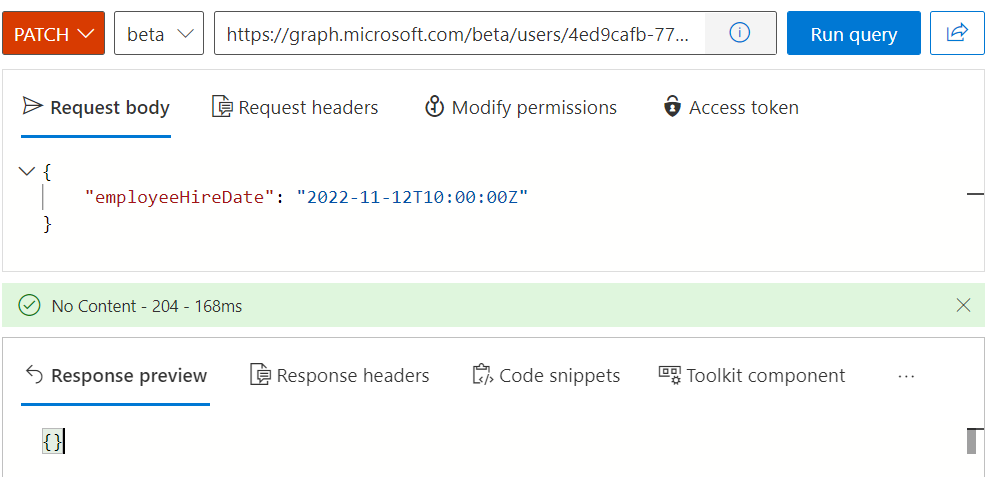 PATCH beta https://graph.microsoft.com/beta/users/4ed9cafb-77... Run query
Request body Request headers Modify permissions Access token
{
"employeeHireDate": "2022-11-12T10:00:00Z"
}
No Content - 204 - 168ms
Response preview Response headers Code snippets Toolkit component ...
{}